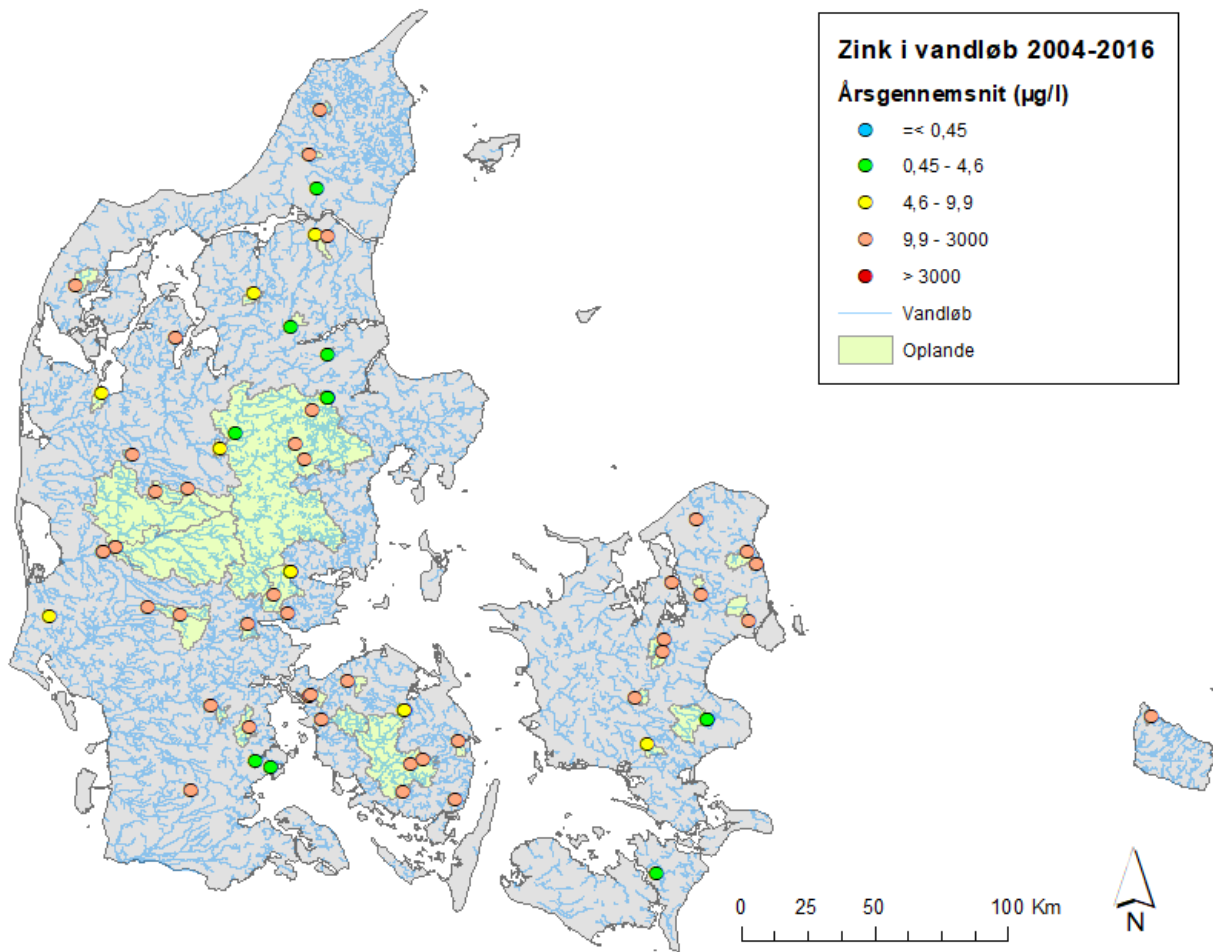 Zink i vandløb 2004-2016
Årsgennemsnit (µg/l)
=< 0,45
0,45 - 4,6
4,6 - 9,9
9,9 - 3000
> 3000
Vandløb
Oplande
0 25 50 100 Km
N